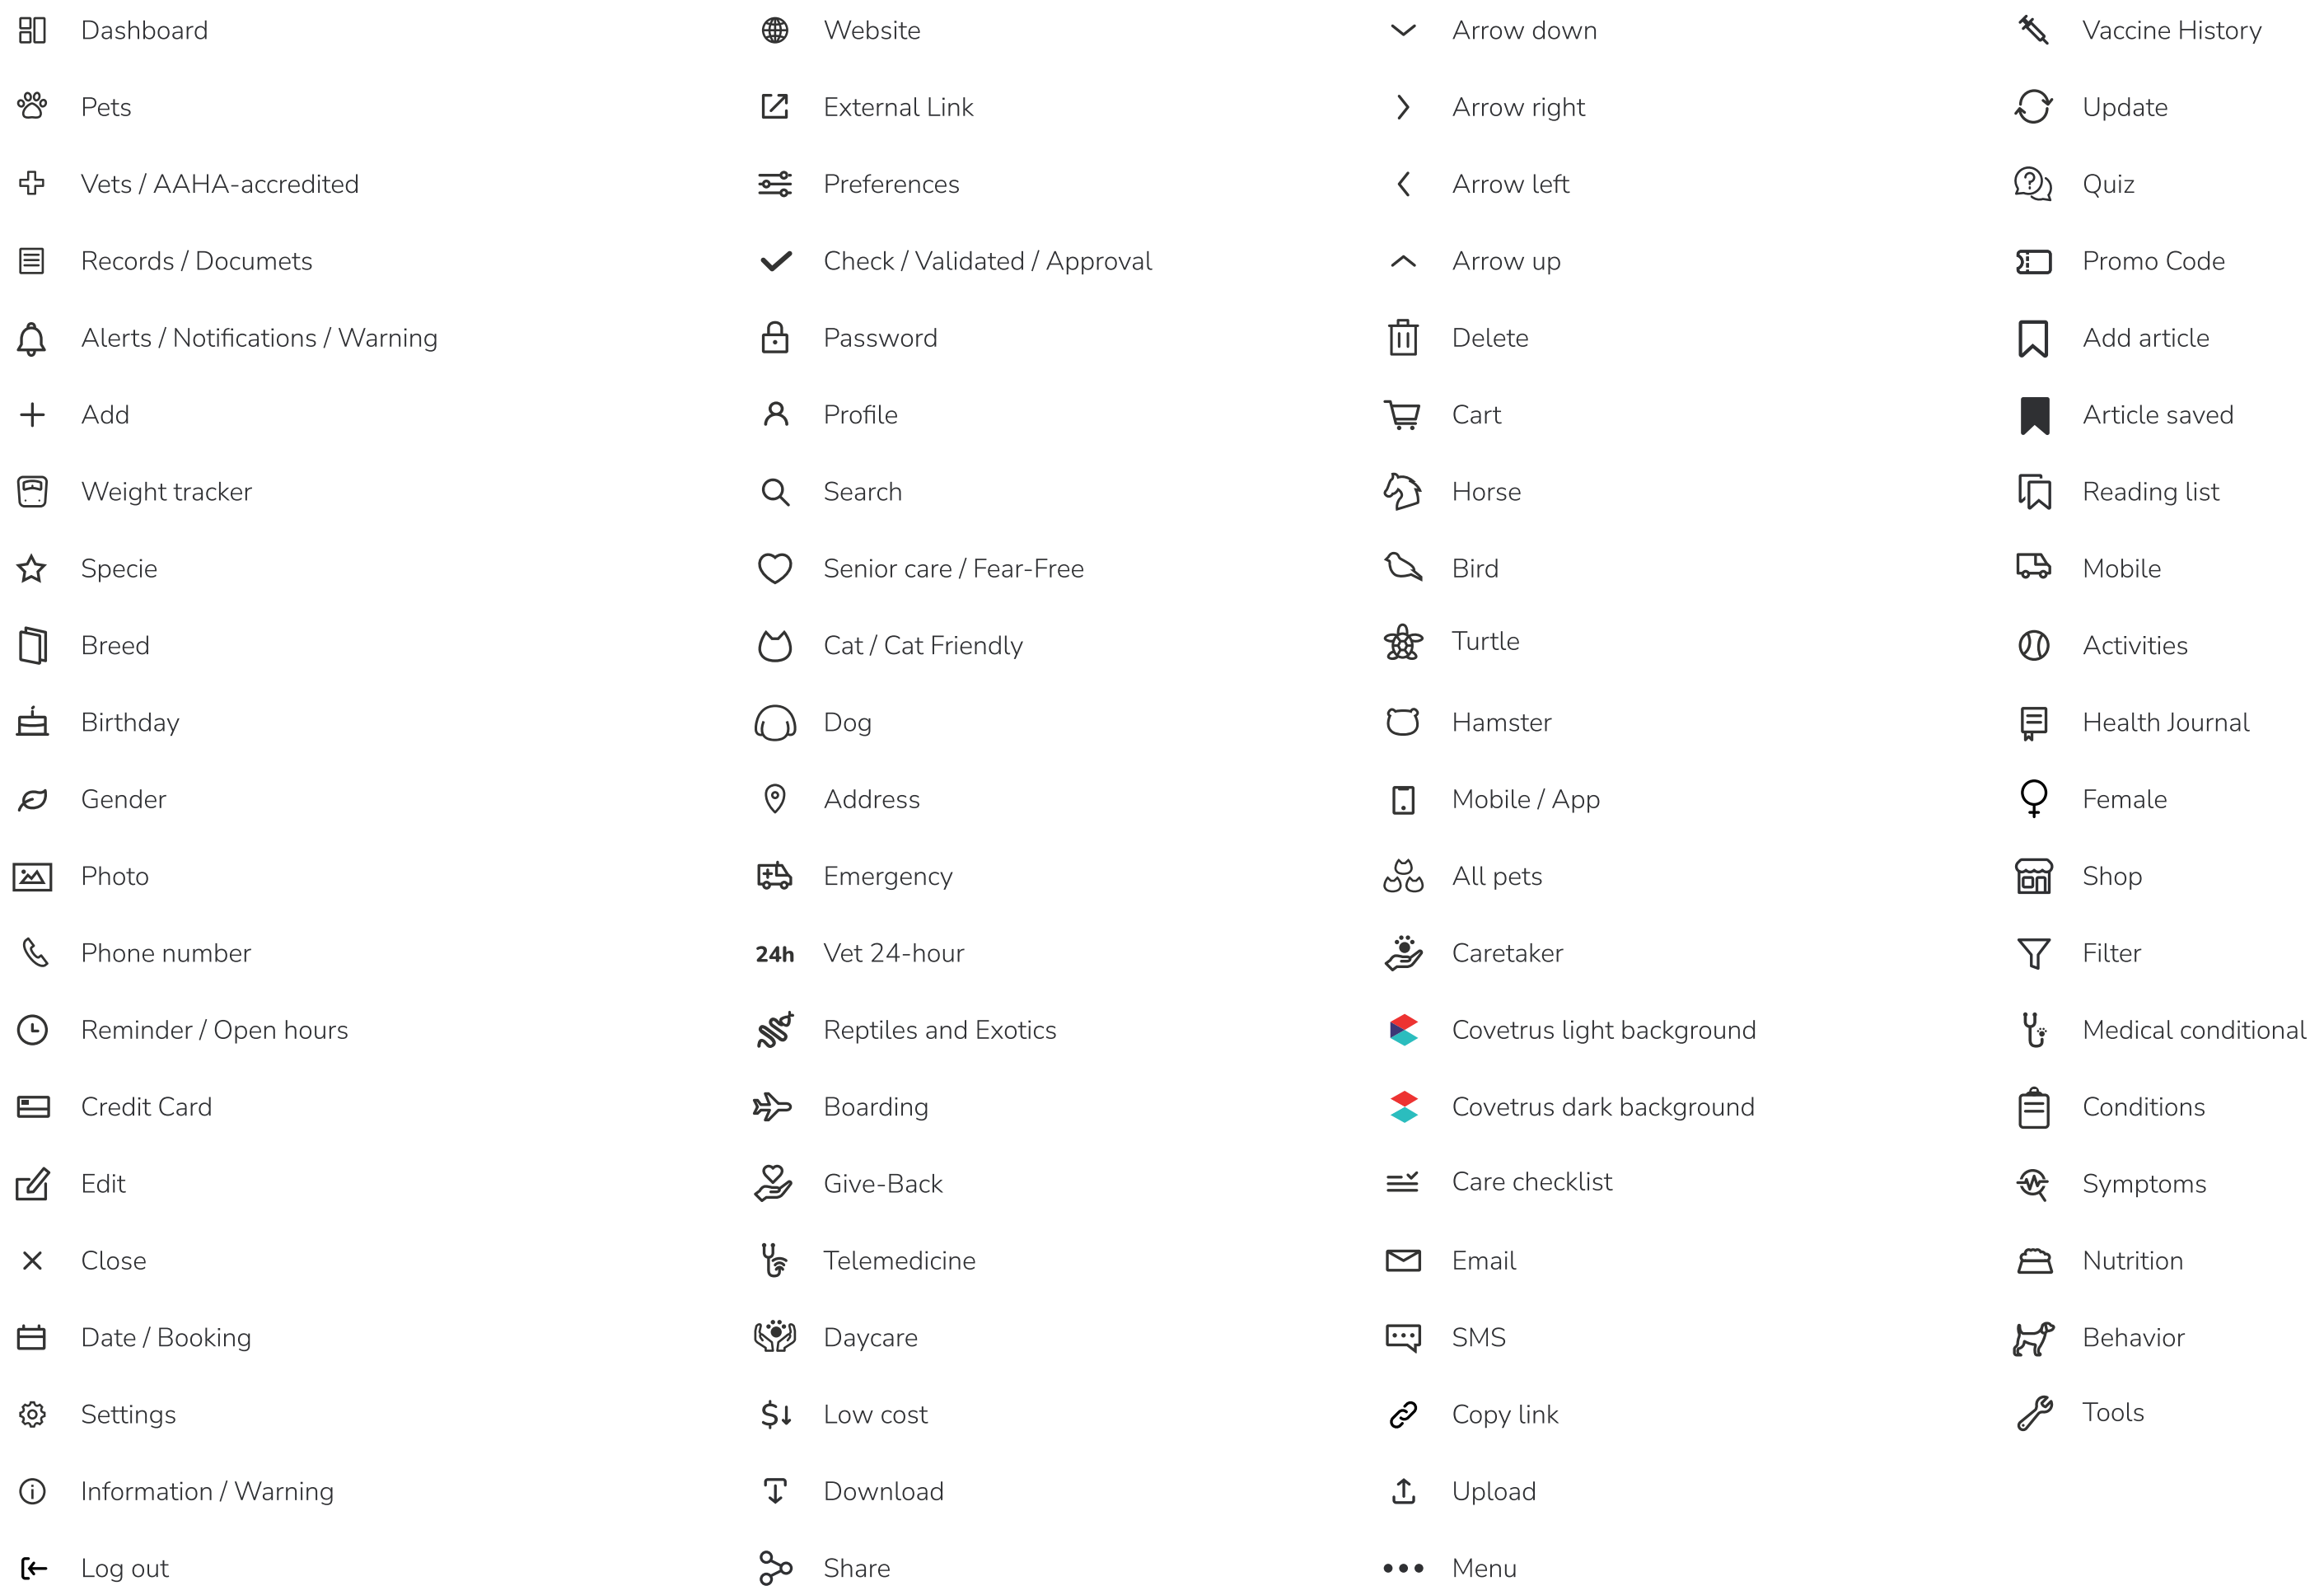 Dashboard
Pets
Vets / AAHA-accredited
Records / Documets
Alerts / Notifications / Warning
Add
Weight tracker
Specie
Breed
Birthday
Gender
Photo
Phone number
Reminder / Open hours
Credit Card
Edit
Close
Date / Booking
Settings
Information / Warning
Log out
Website
External Link
Preferences
Check / Validated / Approval
Password
Profile
Search
Senior care / Fear-Free
Cat / Cat Friendly
Dog
Address
Emergency
24h Vet 24-hour
Reptiles and Exotics
Boarding
Give-Back
Telemedicine
Daycare
Low cost
Download
Share
Arrow down
Arrow right
Arrow left
Arrow up
Delete
Cart
Horse
Bird
Turtle
Hamster
Mobile / App
All pets
Caretaker
Covetrus light background
Covetrus dark background
Care checklist
Email
SMS
Copy link
Upload
Menu
Vaccine History
Update
Quiz
Promo Code
Add article
Article saved
Reading list
Mobile
Activities
Health Journal
Female
Shop
Filter
Medical conditional
Conditions
Symptoms
Nutrition
Behavior
Tools